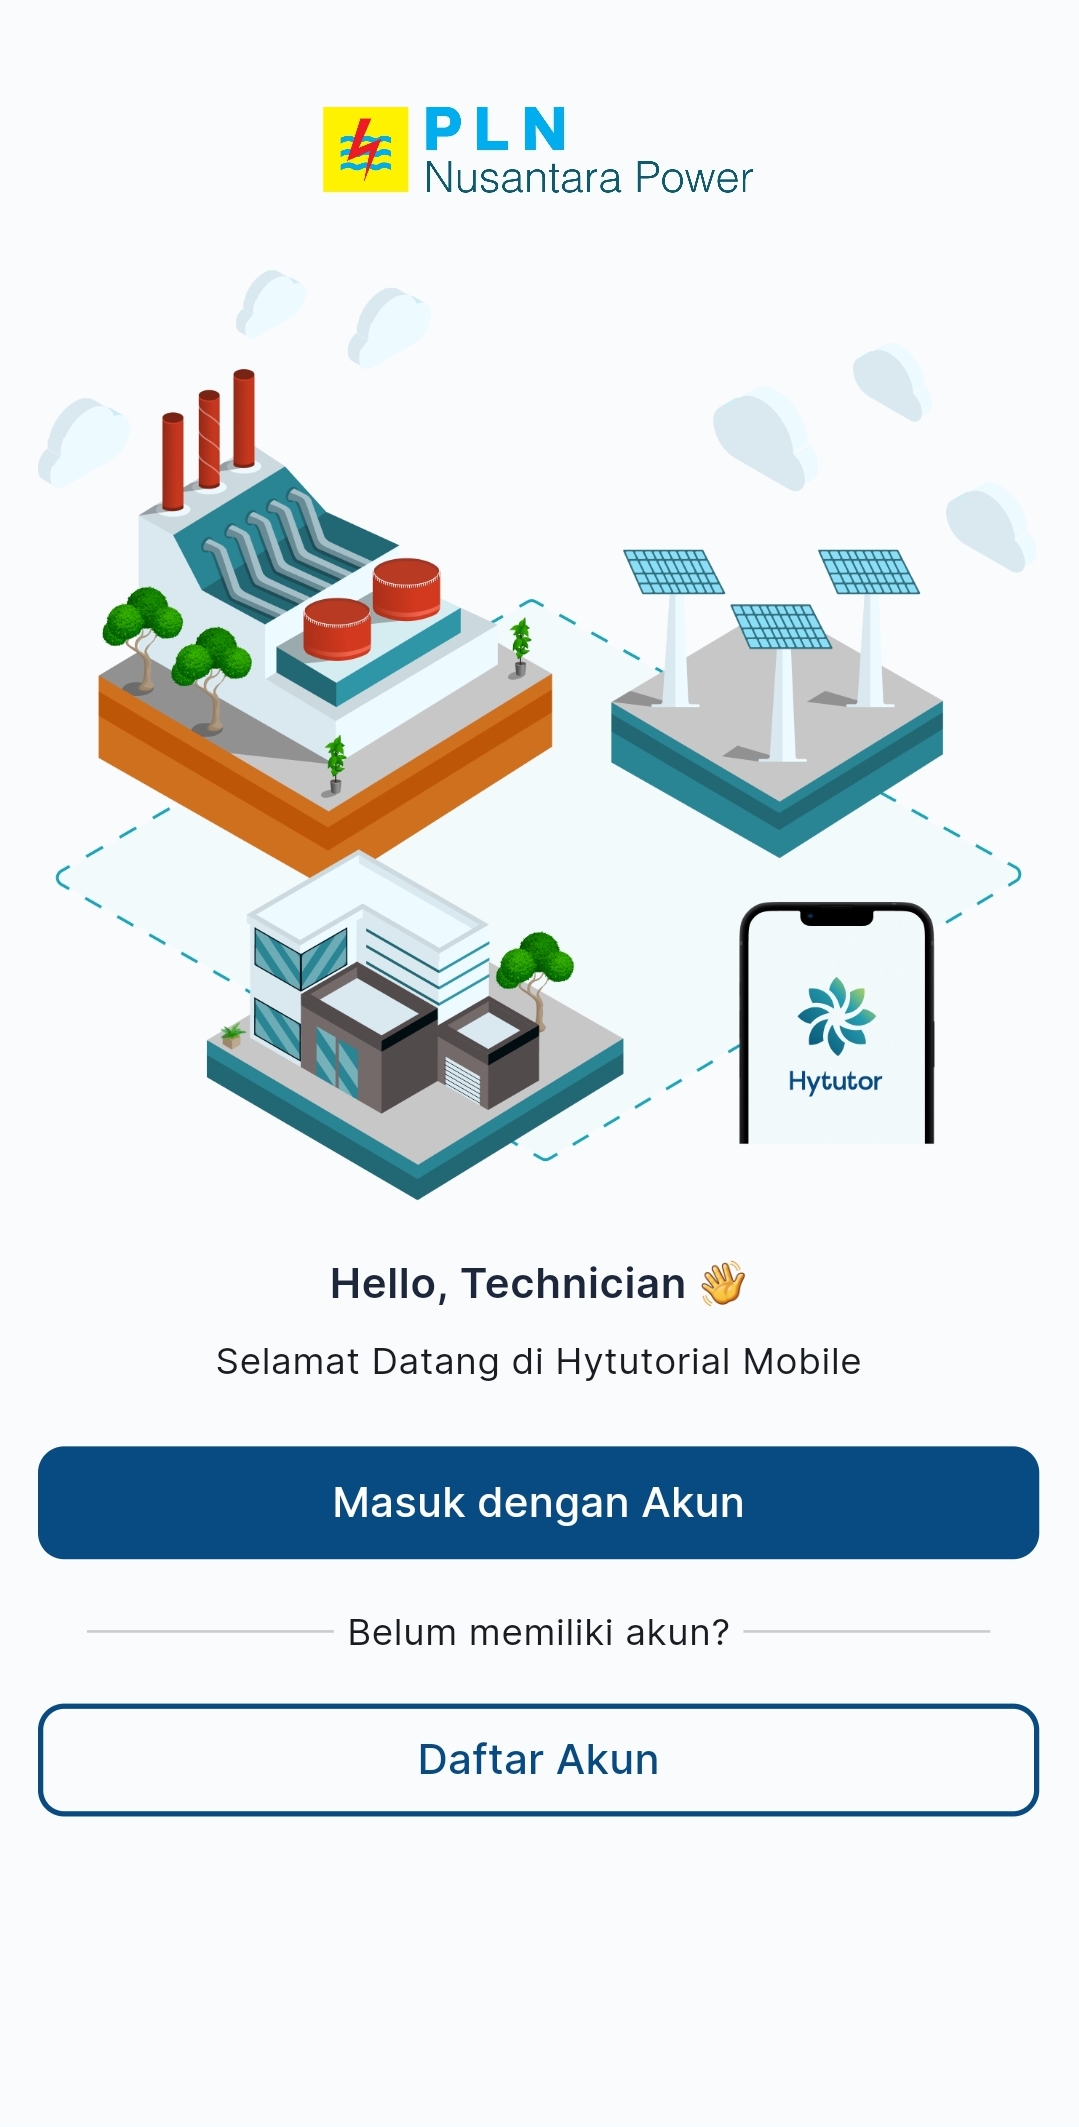 PLN
Nusantara Power
Hytutor
Hello, Technician 👋
Selamat Datang di Hytutorial Mobile
Masuk dengan Akun
Belum memiliki akun?
Daftar Akun